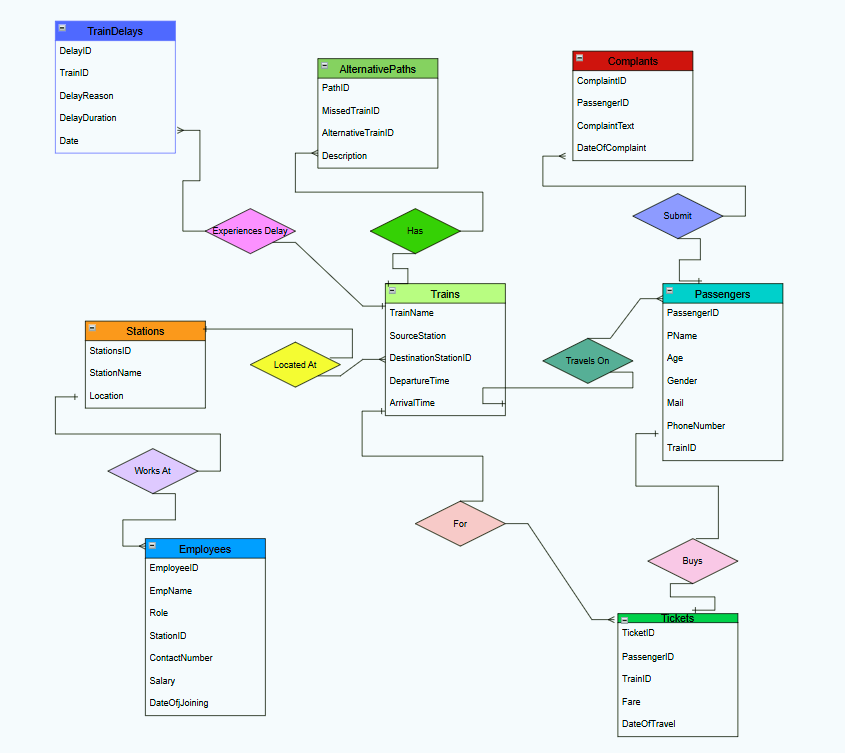 TrainDelays
DelayID
TrainID
DelayReason
DelayDuration
Date
AlternativePaths
PathID
MissedTrainID
AlternativeTrainID
Description
Complants
ComplaintID
PassengerID
ComplaintText
DateOfComplaint
Experiences Delay
Has
Submit
Trains
TrainName
SourceStation
DestinationStationID
DepartureTime
ArrivalTime
Passengers
PassengerID
PName
Age
Gender
Mail
PhoneNumber
TrainID
Stations
StationsID
StationName
Location
Located At
Travels On
Works At
For
Buys
Employees
EmployeeID
EmpName
Role
StationID
ContactNumber
Salary
DateOfjJoining
Tickets
TicketID
PassengerID
TrainID
Fare
DateOfTravel